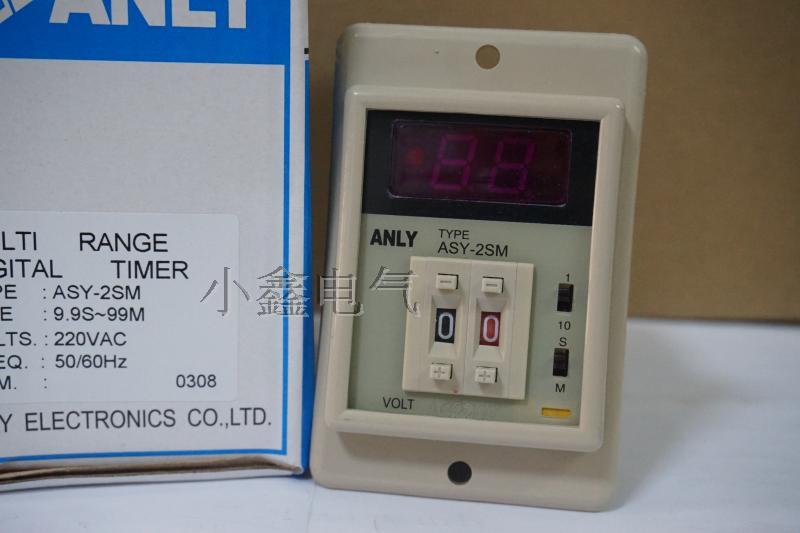 ANLY
LTI RANGE
GITAL TIMER
PE : ASY-2SM
E : 9.9S~99M
LTS. : 220VAC
EQ. : 50/60Hz
M. : 0308
Y ELECTRONICS CO.,LTD.
小鑫电气
88
ANLY
TYPE
ASY-2SM
1
10
S
M
0 0
VOLT